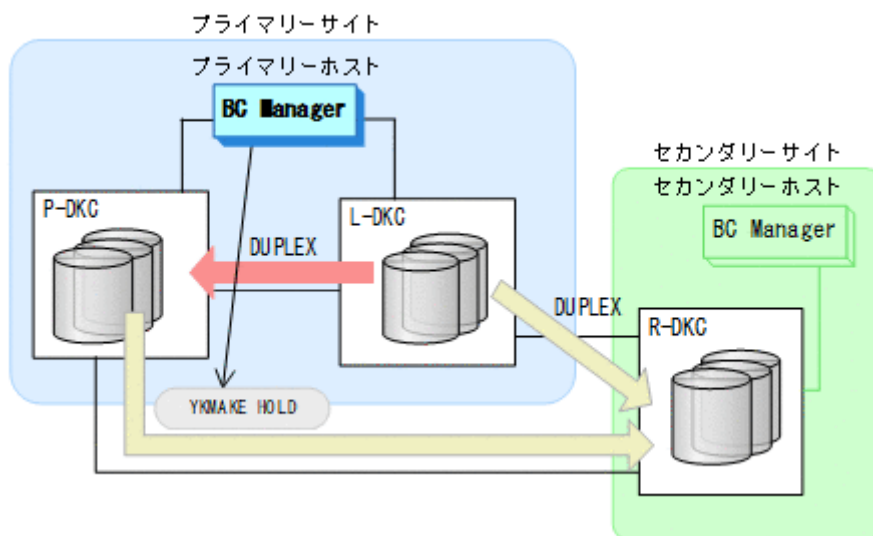 プライマリーサイト
プライマリーホスト
BC Manager
セカンダリーサイト
セカンダリーホスト
BC Manager
P-DKC
L-DKC
DUPLEX
DUPLEX
R-DKC
YKMAKE HOLD